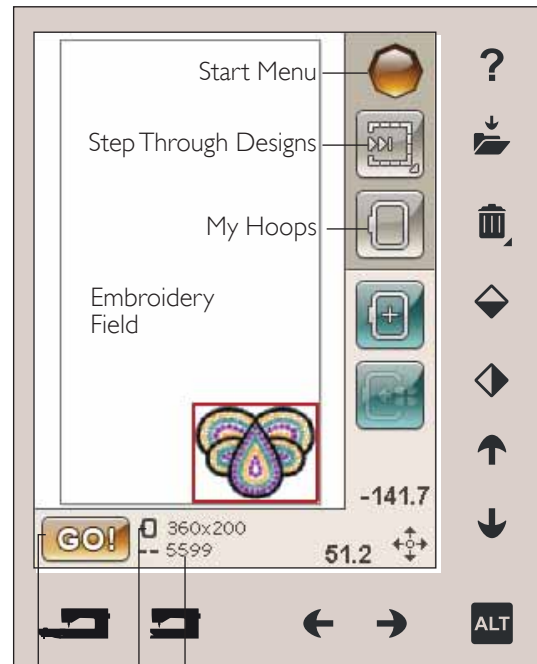 Start Menu
?
Step Through Designs
My Hoops
Embroidery
Field
-141.7
GO!
360x200
-- 5599
51.2
ALT